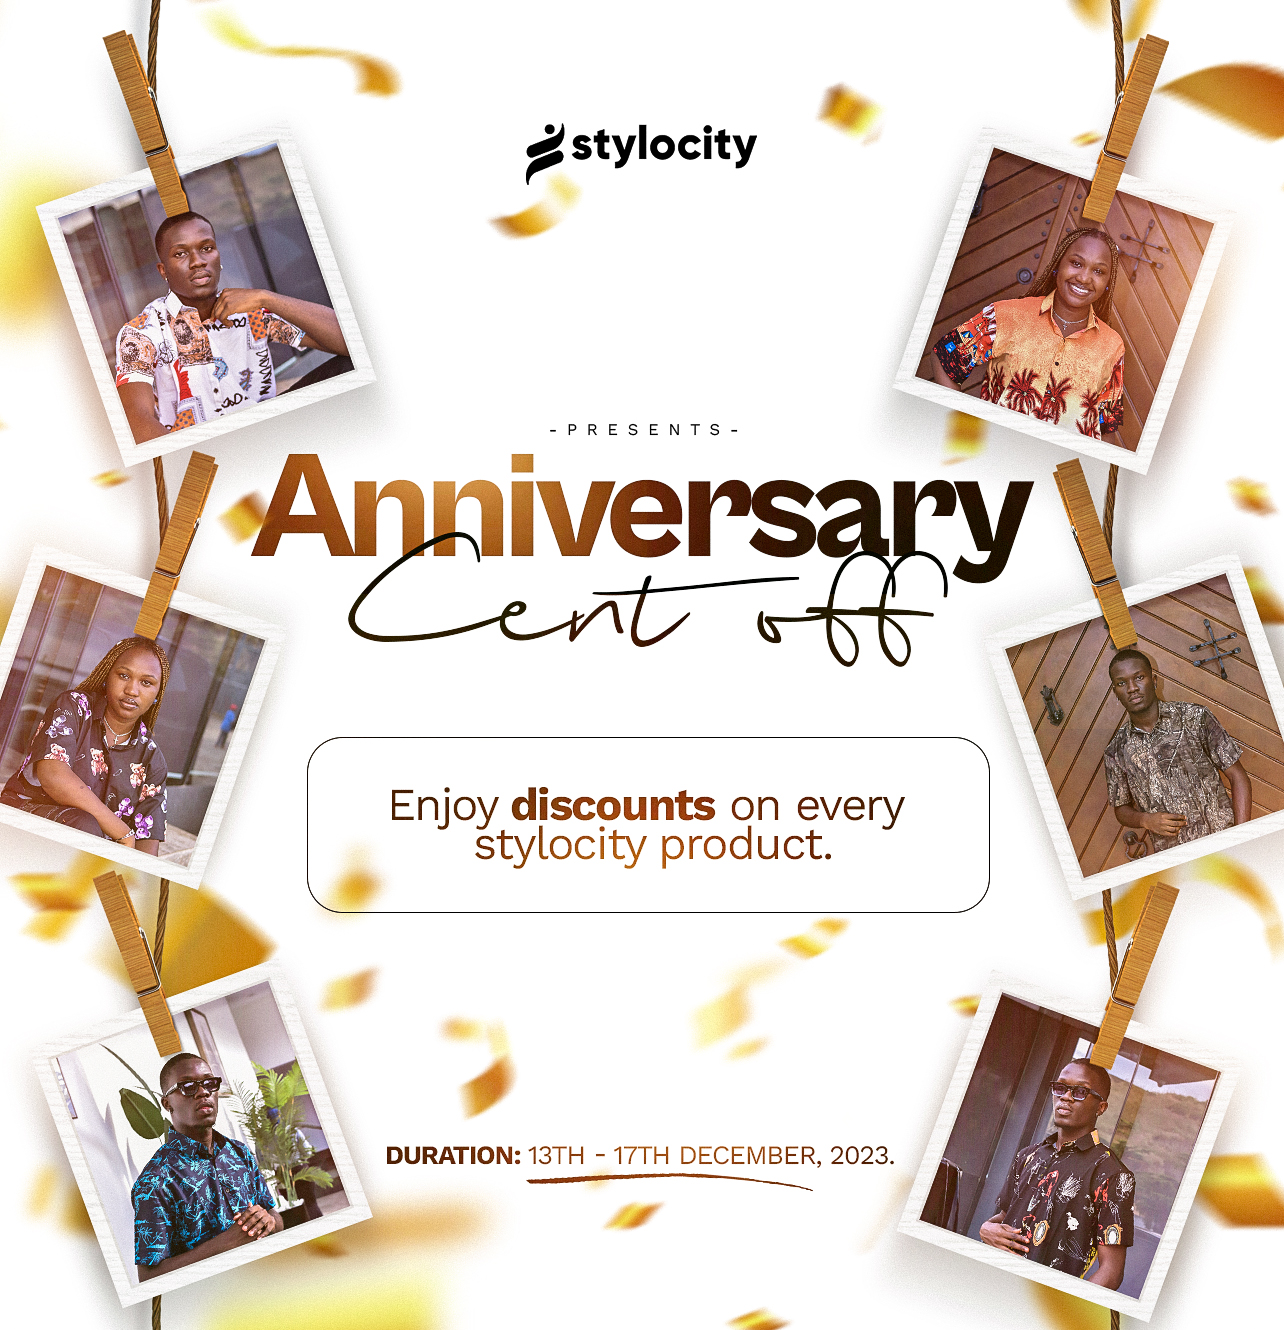 stylocity
-PRESENTS-
Anniversary
Cent off
Enjoy discounts on every
stylocity product.
DURATION: 13TH - 17TH DECEMBER, 2023.